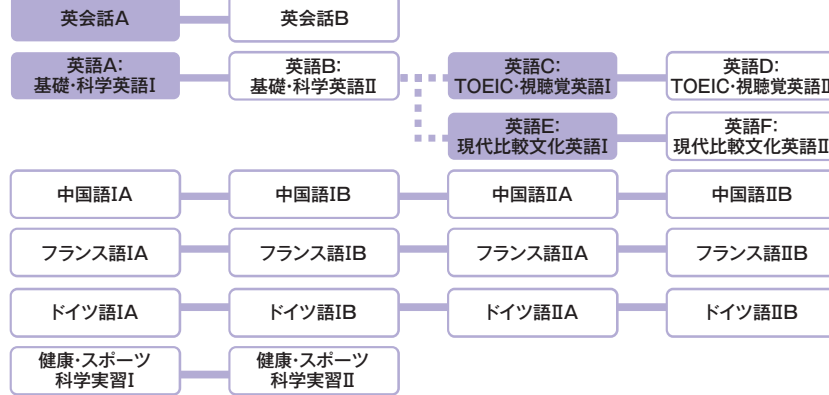 英会話A
英会話B
英語A:
基礎・科学英語I
英語B:
基礎・科学英語II
英語C:
TOEIC・視聴覚英語I
英語D:
TOEIC・視聴覚英語II
英語E:
現代比較文化英語I
英語F:
現代比較文化英語II
中国語IA
中国語IB
中国語IIA
中国語IIB
フランス語IA
フランス語IB
フランス語IIA
フランス語IIB
ドイツ語IA
ドイツ語IB
ドイツ語IIA
ドイツ語IIB
健康・スポーツ
科学実習I
健康・スポーツ
科学実習II